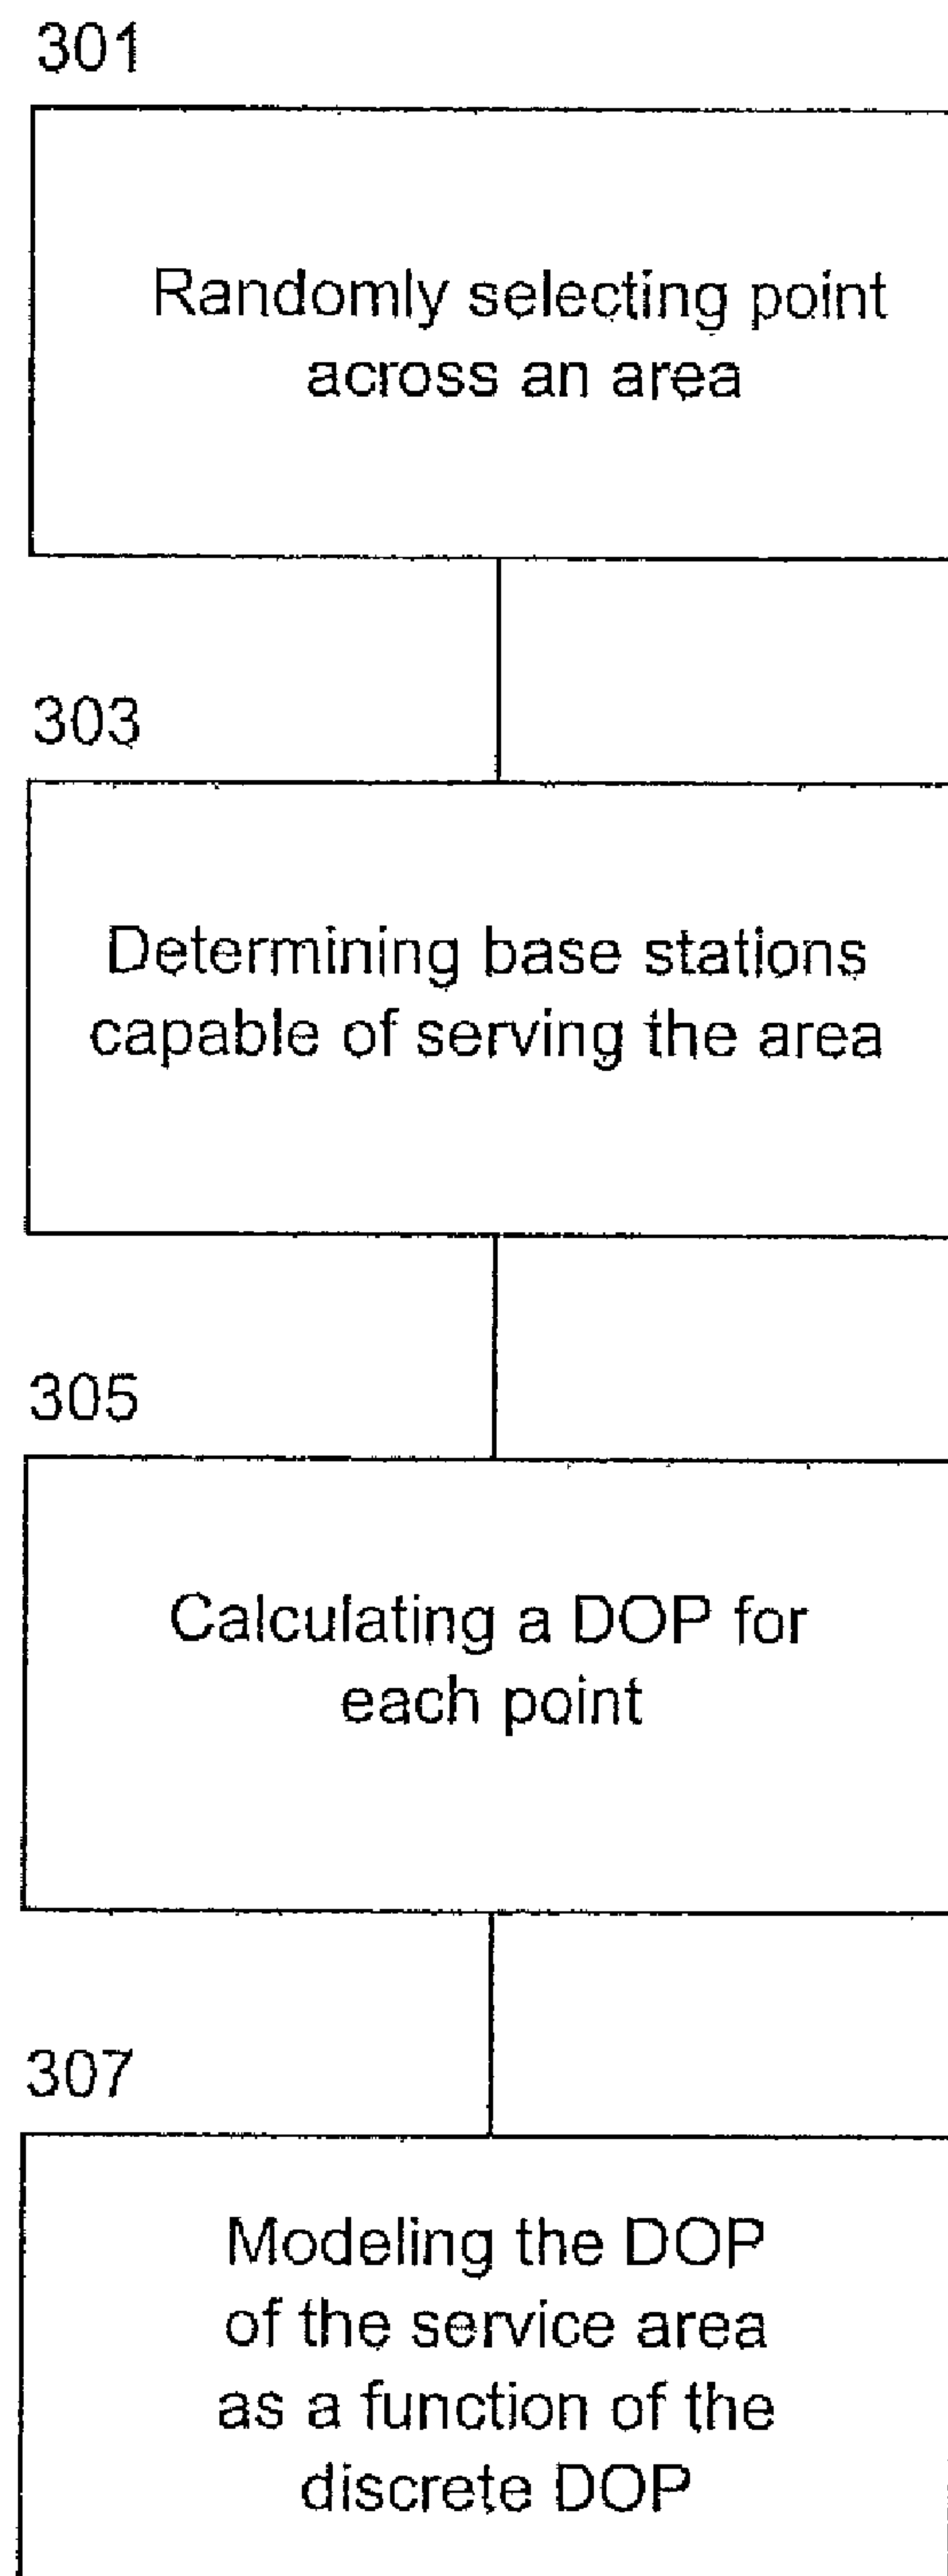 301
Randomly selecting point
across an area
303
Determining base stations
capable of serving the area
305
Calculating a DOP for
each point
307
Modeling the DOP
of the service area
as a function of the
discrete DOP